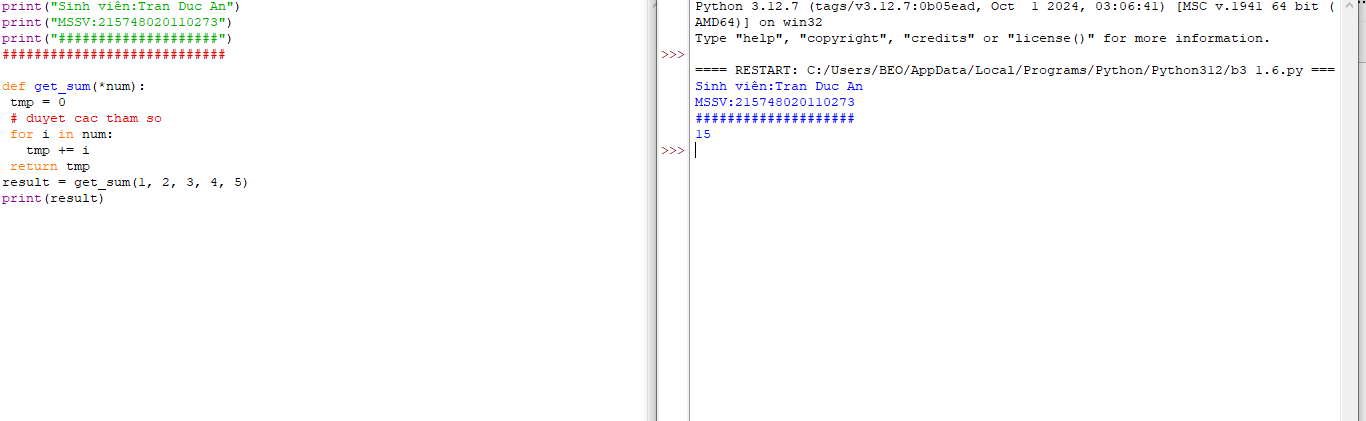 print("Sinh viên:Tran Duc An")
print("MSSV:215748020110273")
print("####################")
############################
def get_sum(*num):
 tmp = 0
 # duyet cac tham so
 for i in num:
   tmp += i
 return tmp
result = get_sum(1, 2, 3, 4, 5)
print(result)
Python 3.12.7 (tags/v3.12.7:0b05ead, Oct  1 2024, 03:06:41) [MSC v.1941 64 bit (
AMD64)] on win32
Type "help", "copyright", "credits" or "license()" for more information.
>>>
==== RESTART: C:/Users/BEO/AppData/Local/Programs/Python/Python312/b3 1.6.py ===
Sinh viên:Tran Duc An
MSSV:215748020110273
####################
15
>>>